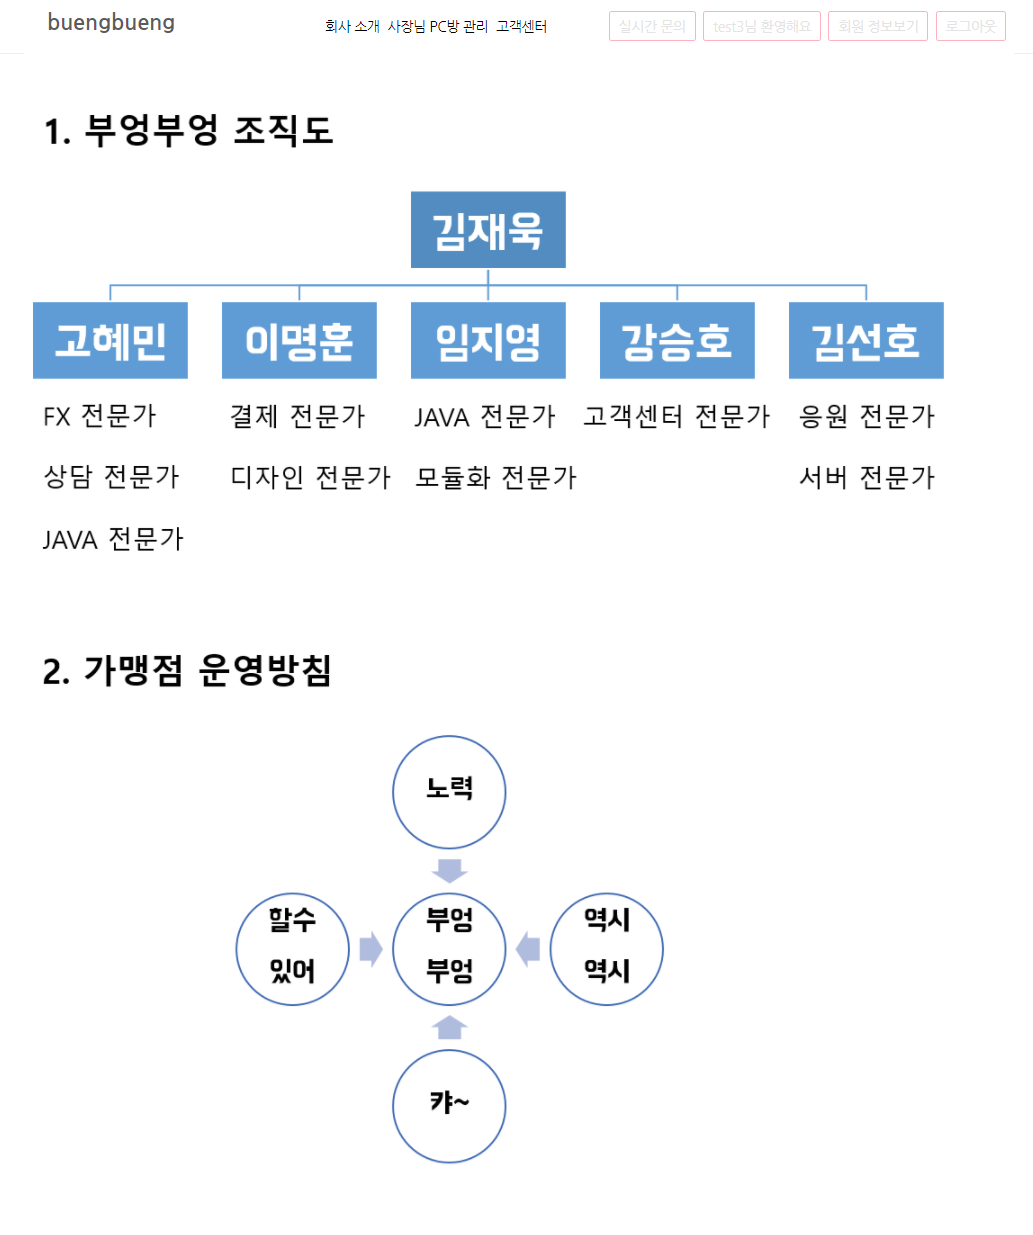 buengbueng
회사 소개 사장님 PC방 관리 고객센터
실시간 문의 test3님 환영해요 회원 정보보기 로그아웃
1. 부엉부엉 조직도
김재욱
고혜민 이명훈 임지영 강승호 김선호
FX 전문가 결제 전문가 JAVA 전문가 고객센터 전문가 응원 전문가
상담 전문가 디자인 전문가 모듈화 전문가 서버 전문가
JAVA 전문가
2. 가맹점 운영방침
노력
할수 부엉 역시
있어 부엉 역시
캬~